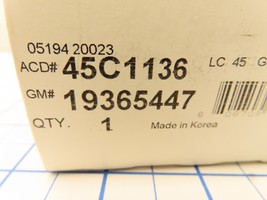 05194 20023
ACD# 45C1136 LC 45 G
GM# 19365447
QTY. 1 Made in Korea